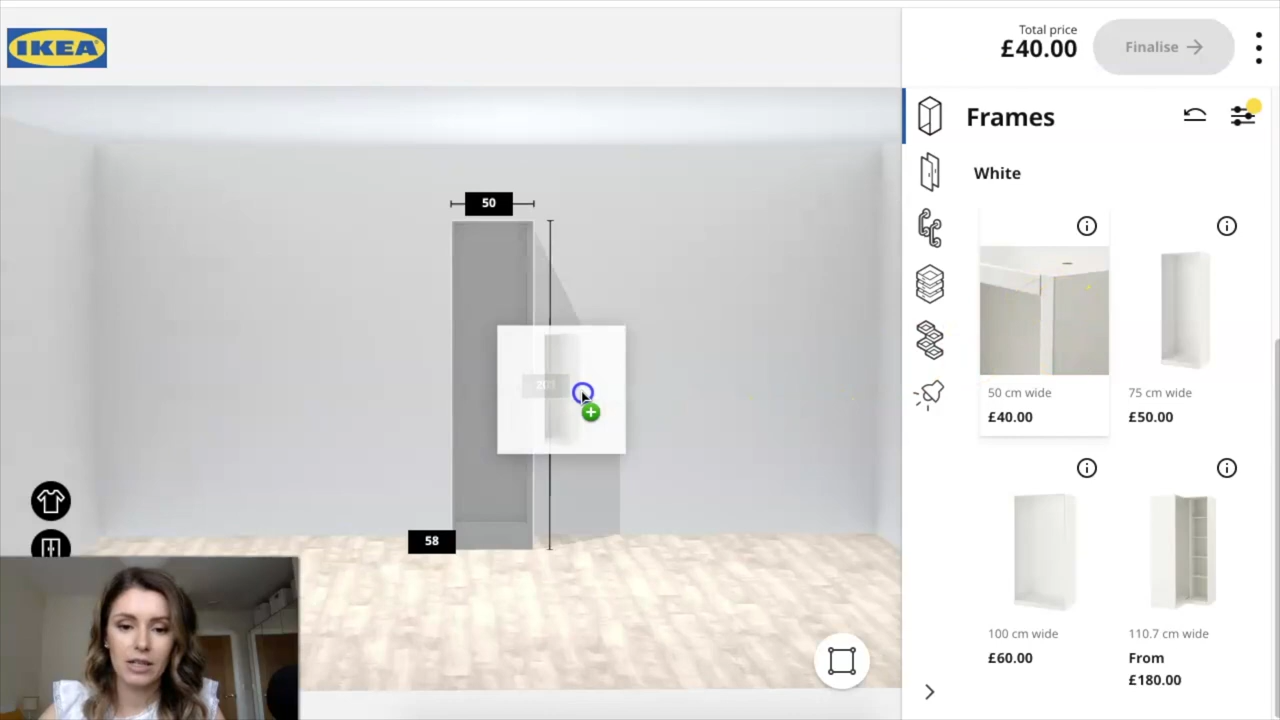 IKEA
Total price
£40.00
Finalise
Frames
White
50
201
58
50 cm wide
£40.00
75 cm wide
£50.00
100 cm wide
£60.00
110.7 cm wide
From
£180.00